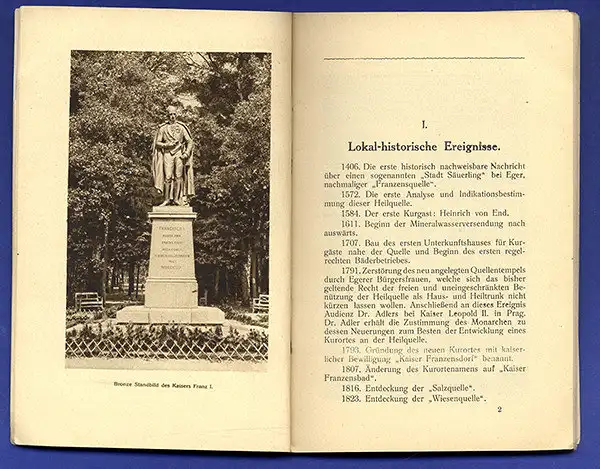 FRANZ I.
Bronze Standbild des Kaisers Franz I.
I.
Lokal-historische Ereignisse.
1406. Die erste historisch nachweisbare Nachricht
über einen sogenannten „Stadt Säuerling“ bei Eger,
nachmaliger „Franzensquelle“.
1572. Die erste Analyse und Indikationsbestim-
mung dieser Heilquelle.
1584. Der erste Kurgast: Heinrich von End.
1611. Beginn der Mineralwasserversendung nach
auswärts.
1707. Bau des ersten Unterkunftshauses für Kur-
gäste nahe der Quelle und Beginn des ersten regel-
rechten Bäderbetriebes.
1791. Zerstörung des neu angelegten Quellentempels
durch Egerer Bürgersfrauen, welche sich das bisher
geltende Recht der freien und uneingeschränkten Be-
nützung der Heilquelle als Haus- und Heiltrunk nicht
kürzen lassen wollen. Anschließend an dieses Ereignis
Audienz Dr. Adlers bei Kaiser Leopold II. in Prag.
Dr. Adler erhält die Zustimmung des Monarchen zu
dessen Neuerungen zum Besten der Entwicklung eines
Kurortes an der Heilquelle.
1793. Gründung des neuen Kurortes mit kaiser-
licher Bewilligung „Kaiser Franzensdorf“ benannt.
1807. Änderung des Kurortenamens auf „Kaiser
Franzensbad“.
1816. Entdeckung der „Salzquelle“.
1823. Entdeckung der „Wiesenquelle“.
2